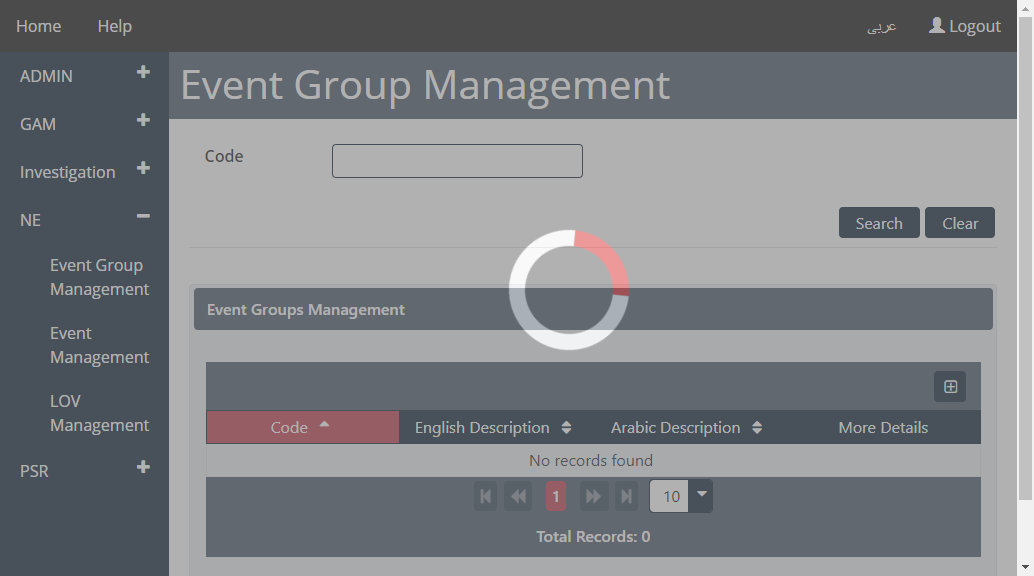 Home Help عربى Logout
Event Group Management
ADMIN
GAM
Investigation
NE
Event Group
Management
Event
Management
LOV
Management
PSR
Code
Search Clear
Event Groups Management
Code English Description Arabic Description More Details
No records found
1 10
Total Records: 0